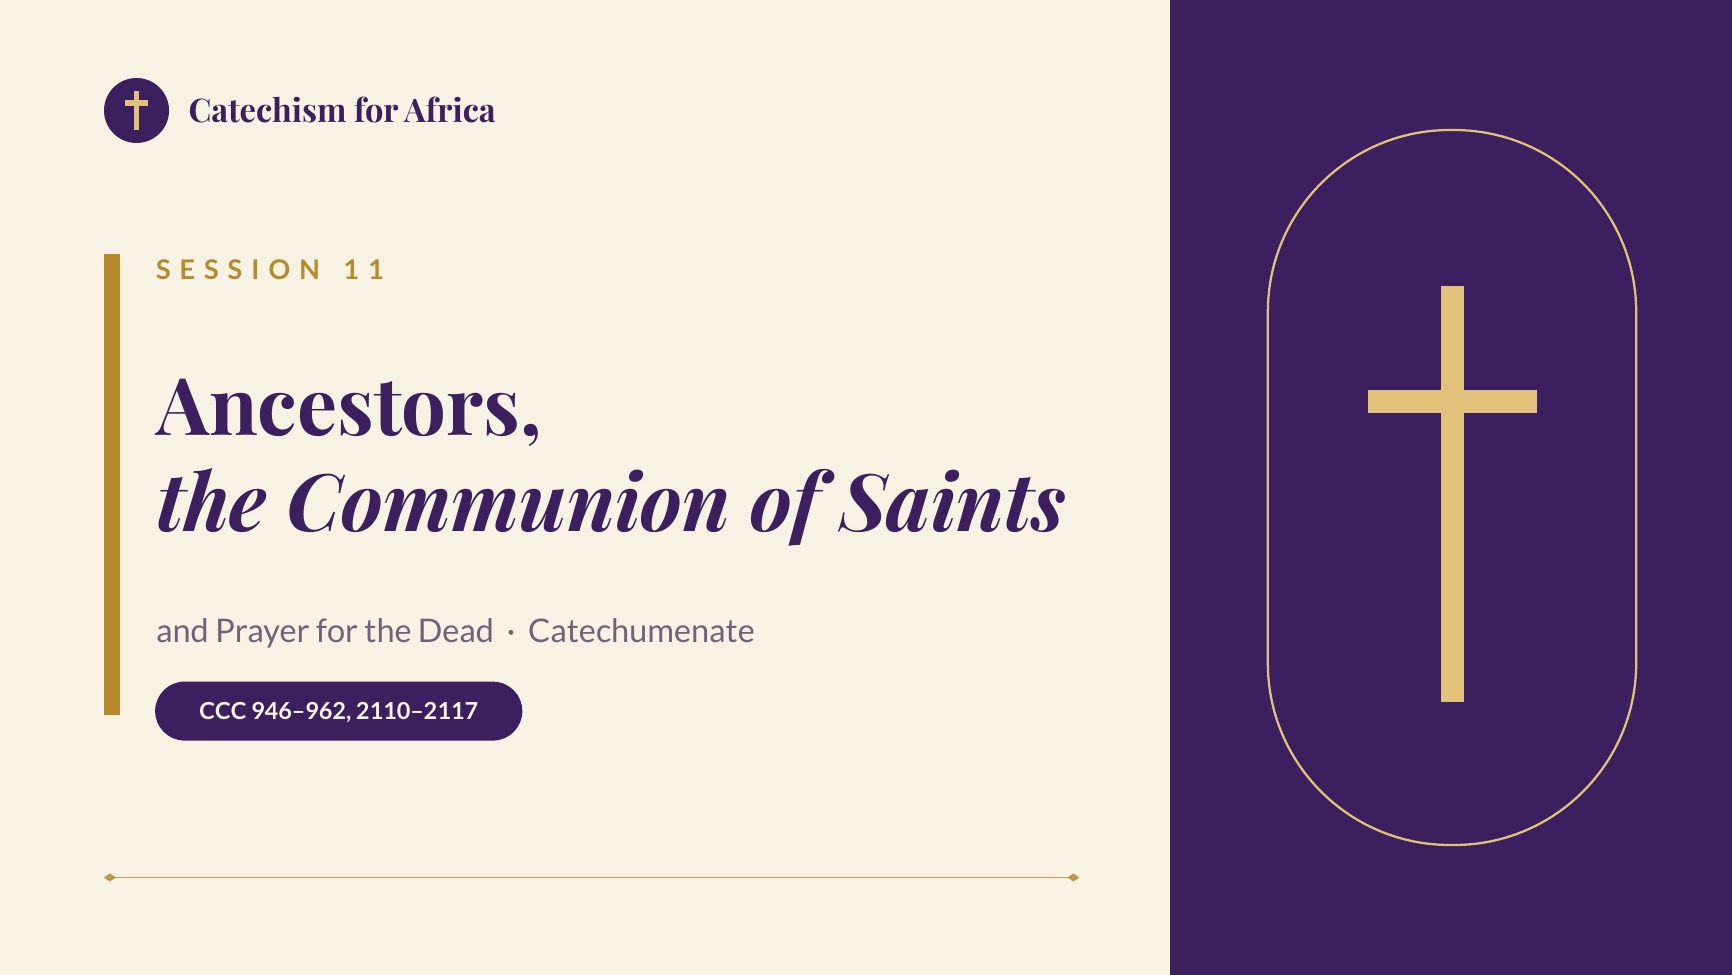 Catechism for Africa
SESSION 11
Ancestors,
the Communion of Saints
and Prayer for the Dead · Catechumenate
CCC 946–962, 2110–2117